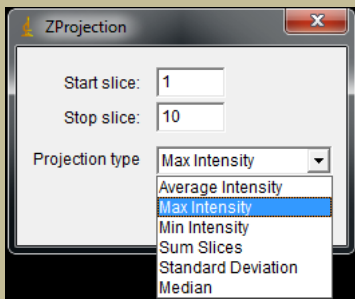 ZProjection
Start slice: 1
Stop slice: 10
Projection type Max Intensity
Average Intensity
Max Intensity
Min Intensity
Sum Slices
Standard Deviation
Median